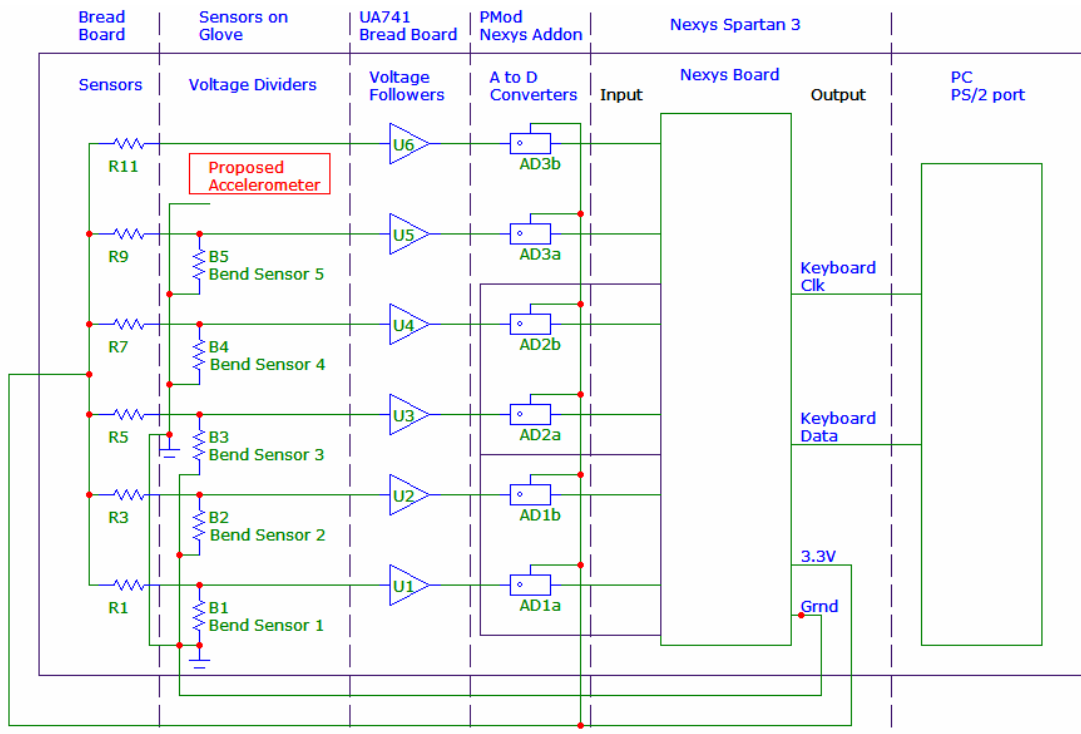 Bread
Board
Sensors on
Glove
UA741
Bread Board
PMod
Nexys Addon
Nexys Spartan 3
Sensors
Voltage Dividers
Voltage
Followers
A to D
Converters
Input
Nexys Board
Output
PC
PS/2 port
R11
Proposed
Accelerometer
U6
AD3b
R9
B5
Bend Sensor 5
U5
AD3a
Keyboard
Clk
R7
B4
Bend Sensor 4
U4
AD2b
R5
B3
Bend Sensor 3
U3
AD2a
Keyboard
Data
R3
B2
Bend Sensor 2
U2
AD1b
3.3V
R1
B1
Bend Sensor 1
U1
AD1a
Grnd